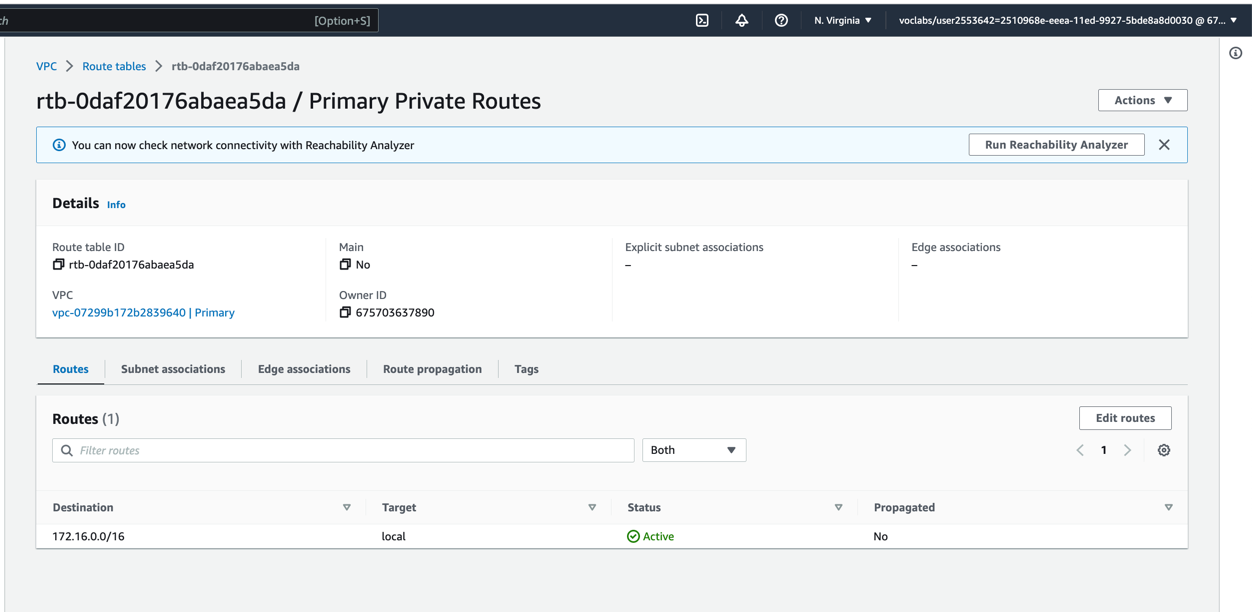 [Option+S]
N. Virginia
voclabs/user2553642=2510968e-eeea-11ed-9927-5bde8a8d0030 @ 67...
VPC > Route tables > rtb-0daf20176abaea5da
rtb-0daf20176abaea5da / Primary Private Routes
Actions
You can now check network connectivity with Reachability Analyzer
Run Reachability Analyzer
Details Info
Route table ID
rtb-0daf20176abaea5da
Main
No
Explicit subnet associations
–
Edge associations
–
VPC
vpc-07299b172b2839640 | Primary
Owner ID
675703637890
Routes
Subnet associations
Edge associations
Route propagation
Tags
Routes (1)
Edit routes
Filter routes
Both
1
Destination
Target
Status
Propagated
172.16.0.0/16
local
Active
No